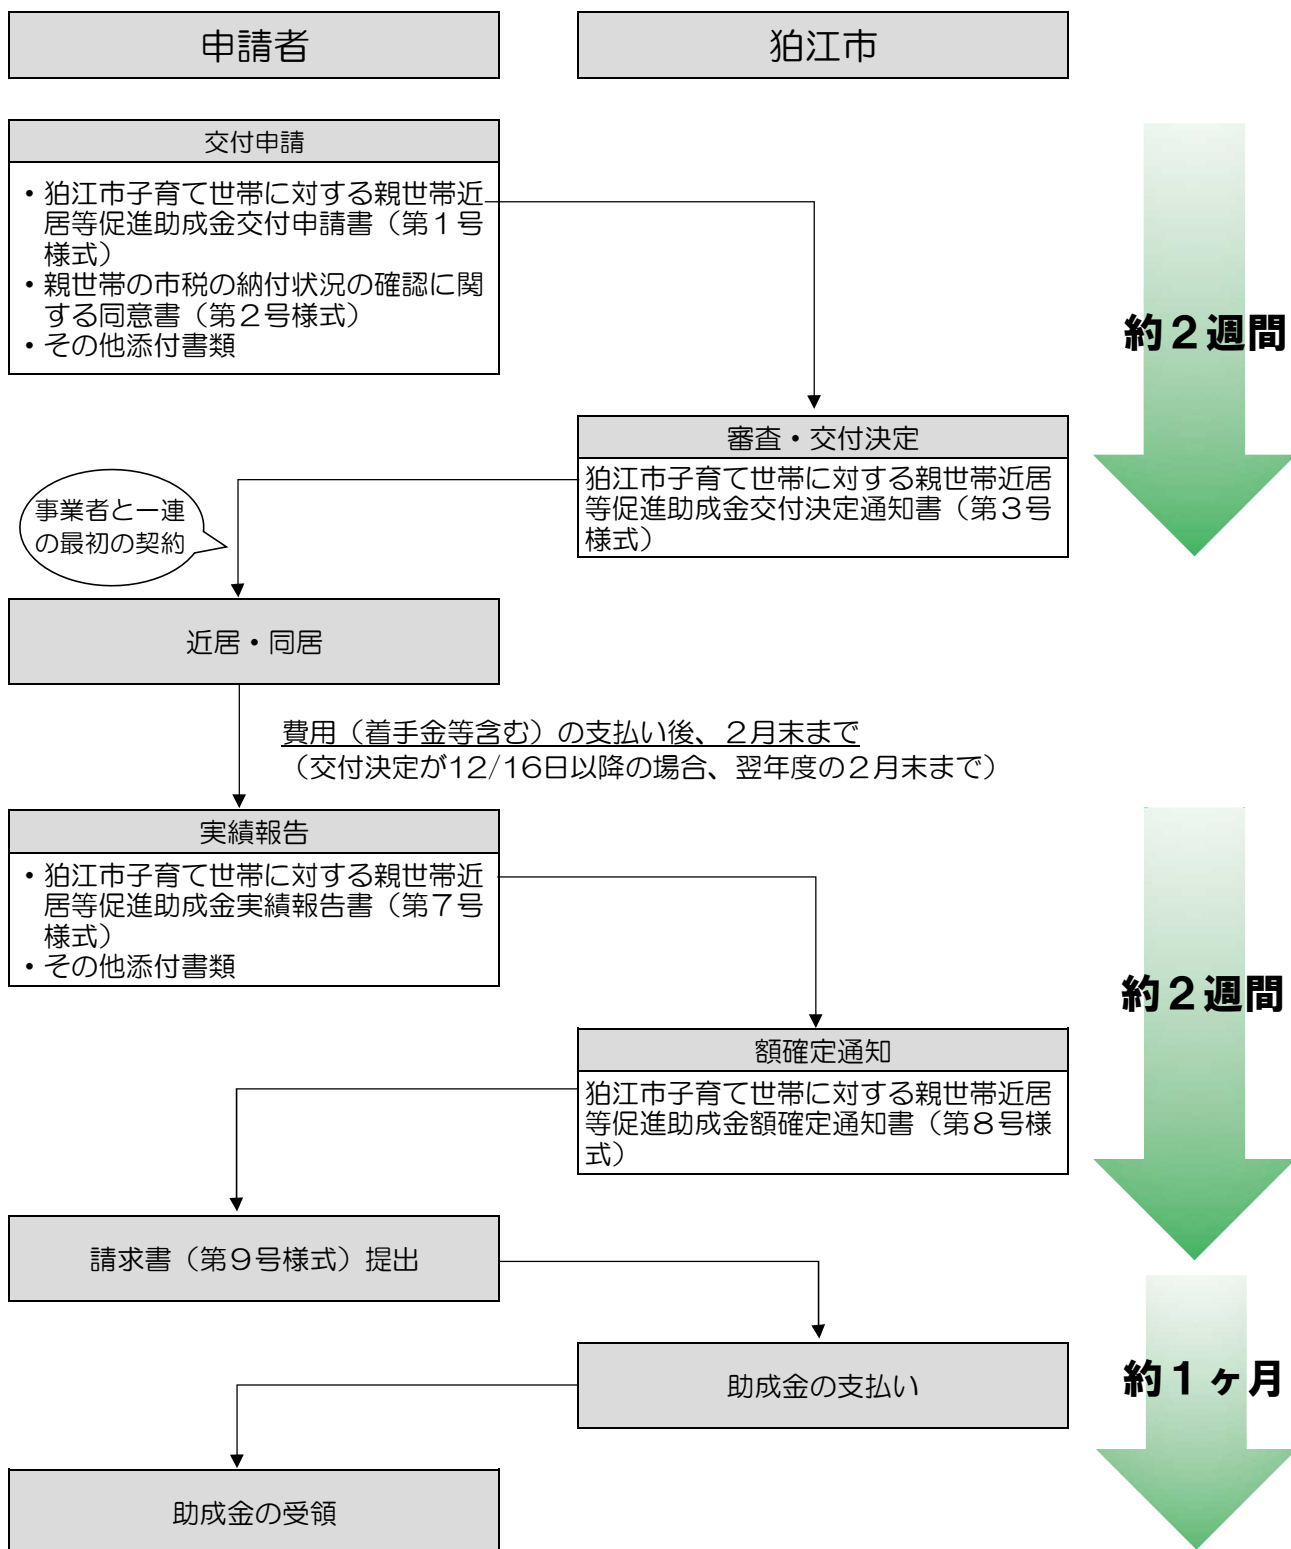 申請者
狛江市
交付申請
・狛江市子育て世帯に対する親世帯近
居等促進助成金交付申請書（第１号
様式）
・親世帯の市税の納付状況の確認に関
する同意書（第２号様式）
・その他添付書類
約２週間
審査・交付決定
狛江市子育て世帯に対する親世帯近居
等促進助成金交付決定通知書（第３号
様式）
事業者と一連
の最初の契約
近居・同居
費用（着手金等含む）の支払い後、２月末まで
（交付決定が12/16日以降の場合、翌年度の２月末まで）
実績報告
・狛江市子育て世帯に対する親世帯近
居等促進助成金実績報告書（第７号
様式）
・その他添付書類
約２週間
額確定通知
狛江市子育て世帯に対する親世帯近居
等促進助成金額確定通知書（第８号様
式）
請求書（第９号様式）提出
助成金の支払い
約１ヶ月
助成金の受領